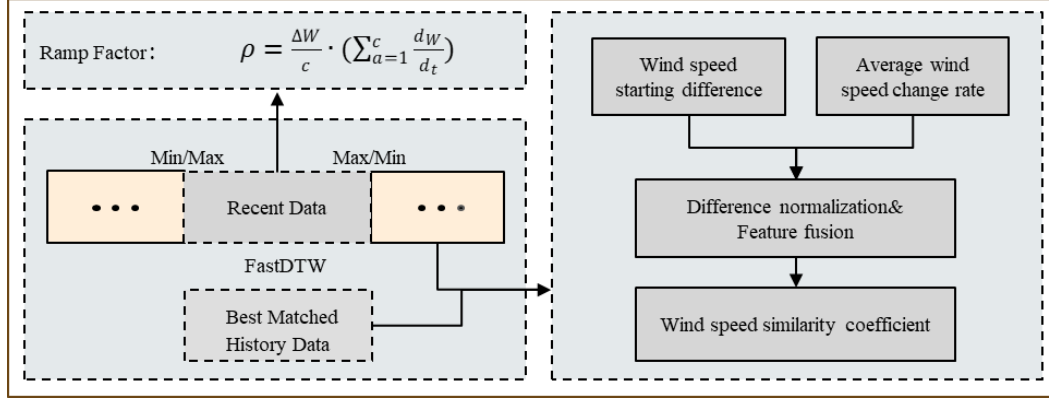 Ramp Factor： ρ = ΔW/c · (∑_{a=1}^{c} d_W/d_t)
Min/Max
Max/Min
• • •
Recent Data
• • •
FastDTW
Best Matched
History Data
Wind speed
starting difference
Average wind
speed change rate
Difference normalization&
Feature fusion
Wind speed similarity coefficient